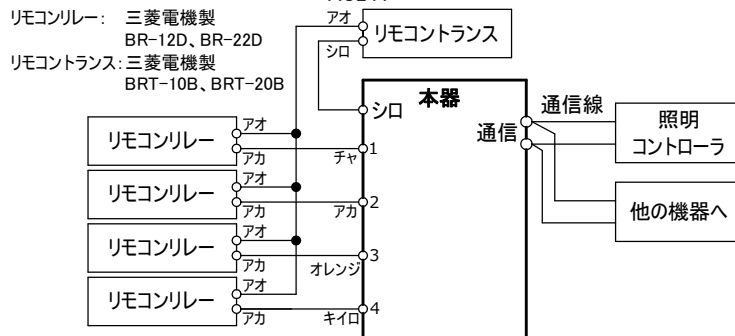 リモコンリレー： 三菱電機製
BR-12D、BR-22D
リモコントランス：三菱電機製
BRT-10B、BRT-20B
アオ
シロ
リモコントランス
本器
シロ
通信
通信線
照明
コントローラ
他の機器へ
リモコンリレー
アオ
アカ
チャ
1
リモコンリレー
アオ
アカ
アカ
2
リモコンリレー
アオ
アカ
オレンジ
3
リモコンリレー
アオ
アカ
キイロ
4